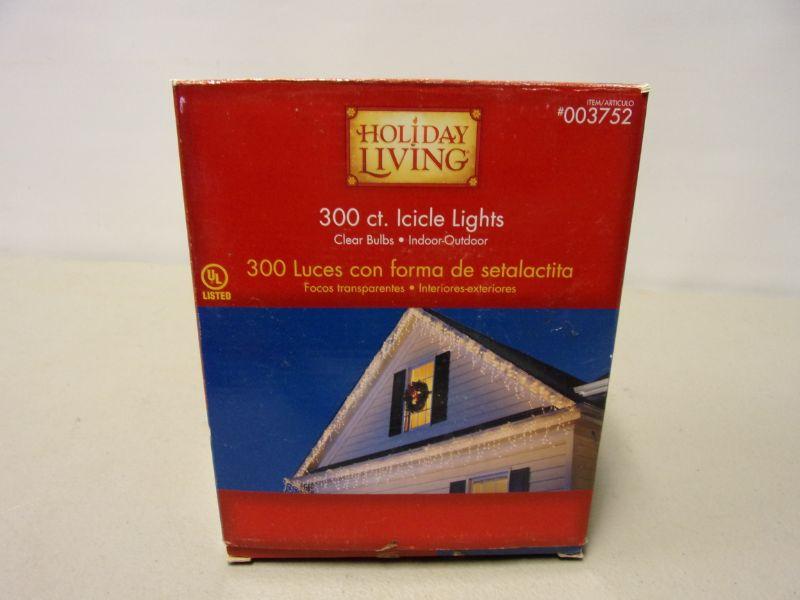 ITEM/ARTICULO
#003752
HOLIDAY
LIVING®
300 ct. Icicle Lights
Clear Bulbs • Indoor-Outdoor
300 Luces con forma de setalactita
Focos transparentes • Interiores-exteriores
UL
LISTED